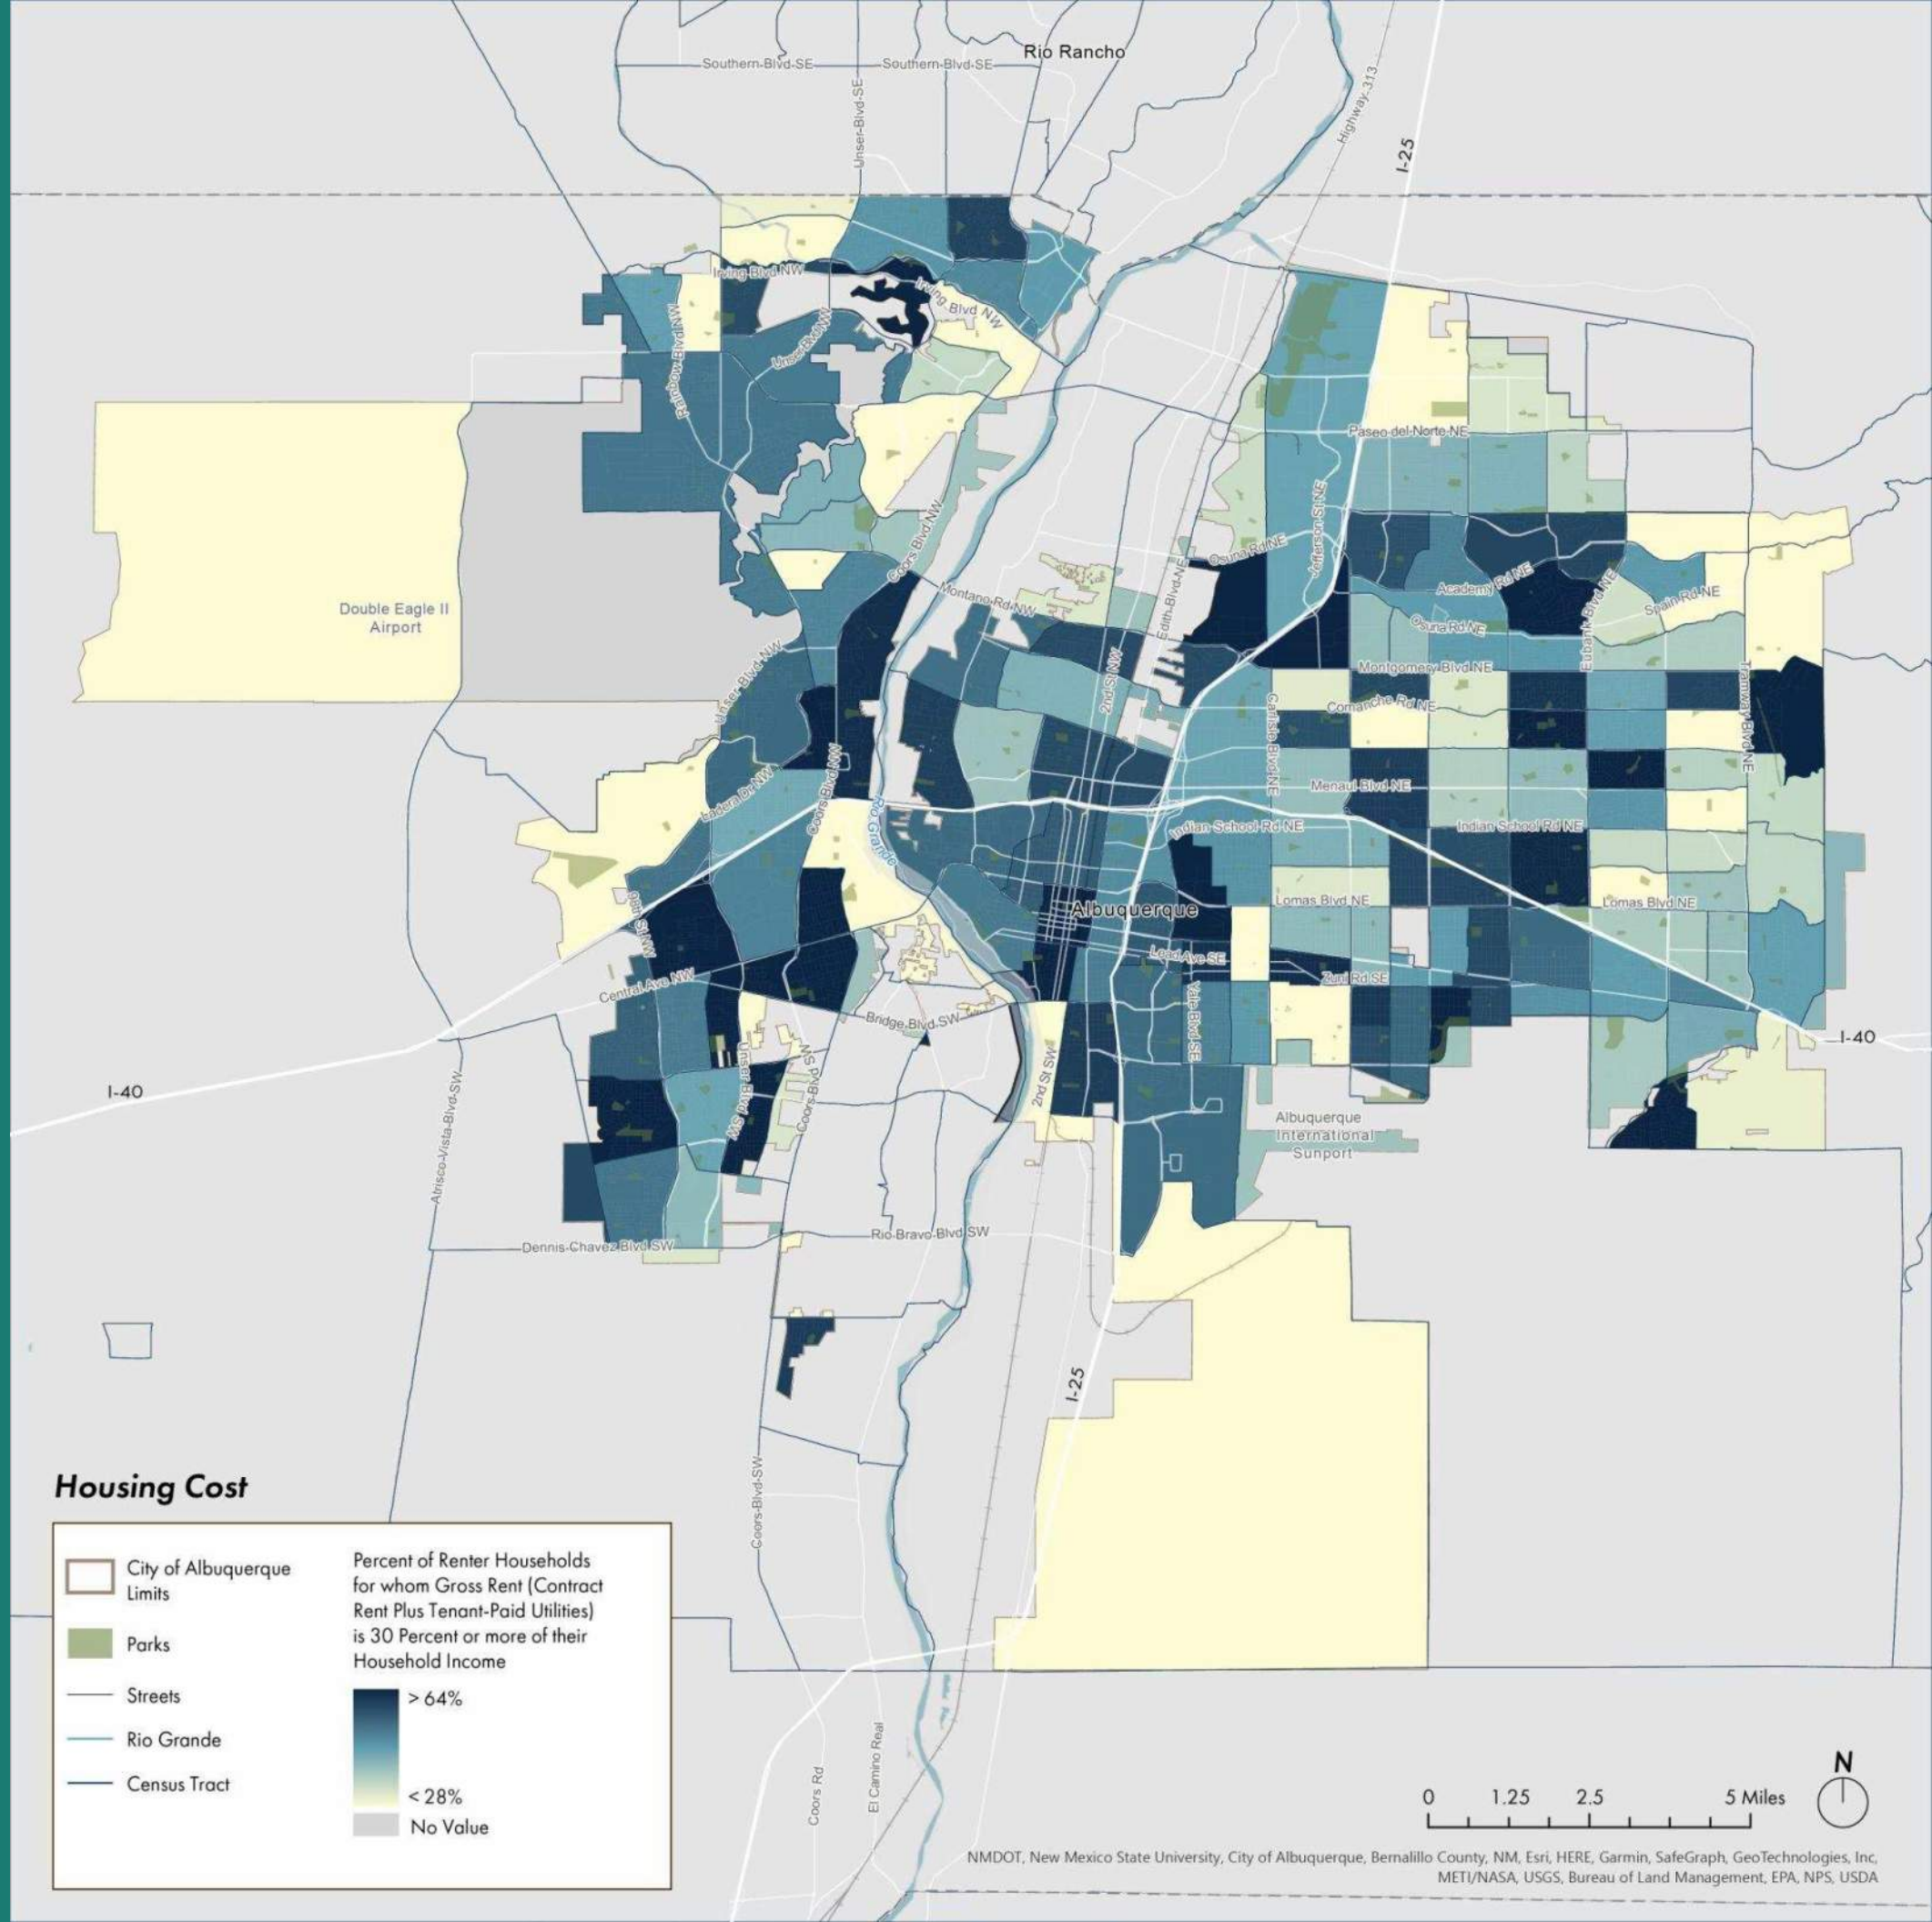 Rio Rancho
Southern Blvd SE
Southern Blvd SE
Unser Blvd SE
Highway 313
I-25
Irving Blvd NW
Irving Blvd NW
Rainbow Blvd NW
Unser Blvd NW
Paseo del Norte NE
Coors Blvd NW
Jefferson St NE
Osuna Rd NE
Edith Blvd NE
Academy Rd NE
Eubank Blvd NE
Spain Rd NE
Double Eagle II
Airport
Montano Rd NW
Osuna Rd NE
Unser Blvd NW
2nd St NW
Montgomery Blvd NE
Comanche Rd NE
Carlisle Blvd NE
Tramway Blvd NE
Coors Blvd NW
Ladera Dr NW
Menaul Blvd NE
Rio Grande
Indian School Rd NE
Indian School Rd NE
98th St NW
Albuquerque
Lomas Blvd NE
Lomas Blvd NE
Lead Ave SE
Central Ave NW
Zuni Rd SE
Bridge Blvd SW
Yale Blvd SE
I-40
I-40
Unser Blvd SW
Coors Blvd SW
2nd St SW
Atrisco Vista Blvd SW
Albuquerque
International
Sunport
Dennis Chavez Blvd SW
Rio Bravo Blvd SW
I-25
Coors Blvd SW
Coors Rd
El Camino Real
Housing Cost
City of Albuquerque
Limits
Parks
Streets
Rio Grande
Census Tract
Percent of Renter Households
for whom Gross Rent (Contract
Rent Plus Tenant-Paid Utilities)
is 30 Percent or more of their
Household Income
> 64%
< 28%
No Value
N
0 1.25 2.5 5 Miles
NMDOT, New Mexico State University, City of Albuquerque, Bernalillo County, NM, Esri, HERE, Garmin, SafeGraph, GeoTechnologies, Inc,
METI/NASA, USGS, Bureau of Land Management, EPA, NPS, USDA